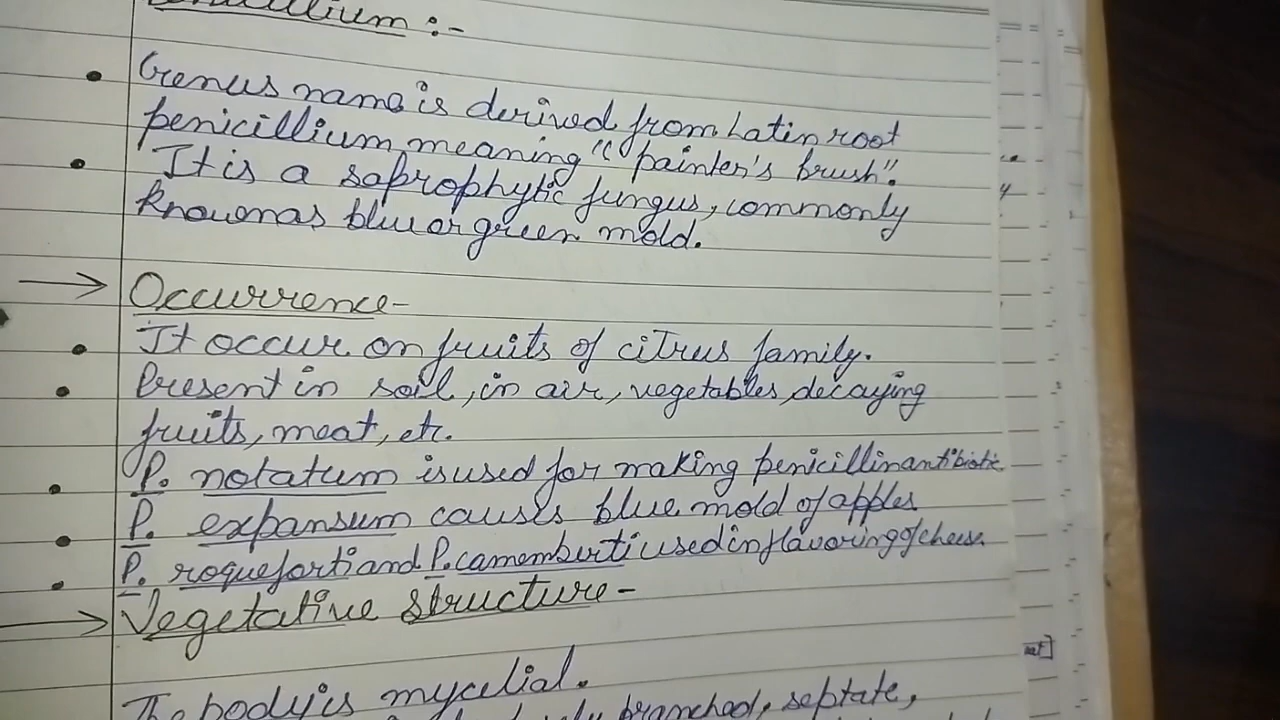 Penicillium :-
• Genus name is derived from Latin root
penicillium, meaning "painter's brush".
• It is a saprophytic fungus, commonly
known as blue or green mold.
→ Occurrence-
• It occur on fruits of citrus family.
• Present in soil, in air, vegetables, decaying
fruits, meat, etc.
• P. notatum is used for making penicillin antibiotic
• P. expansum causes blue mold of apples.
• P. roqueforti and P. camemberti used in flavoring of cheese.
→ Vegetative structure-
The body is mycelial.
branched, septate,